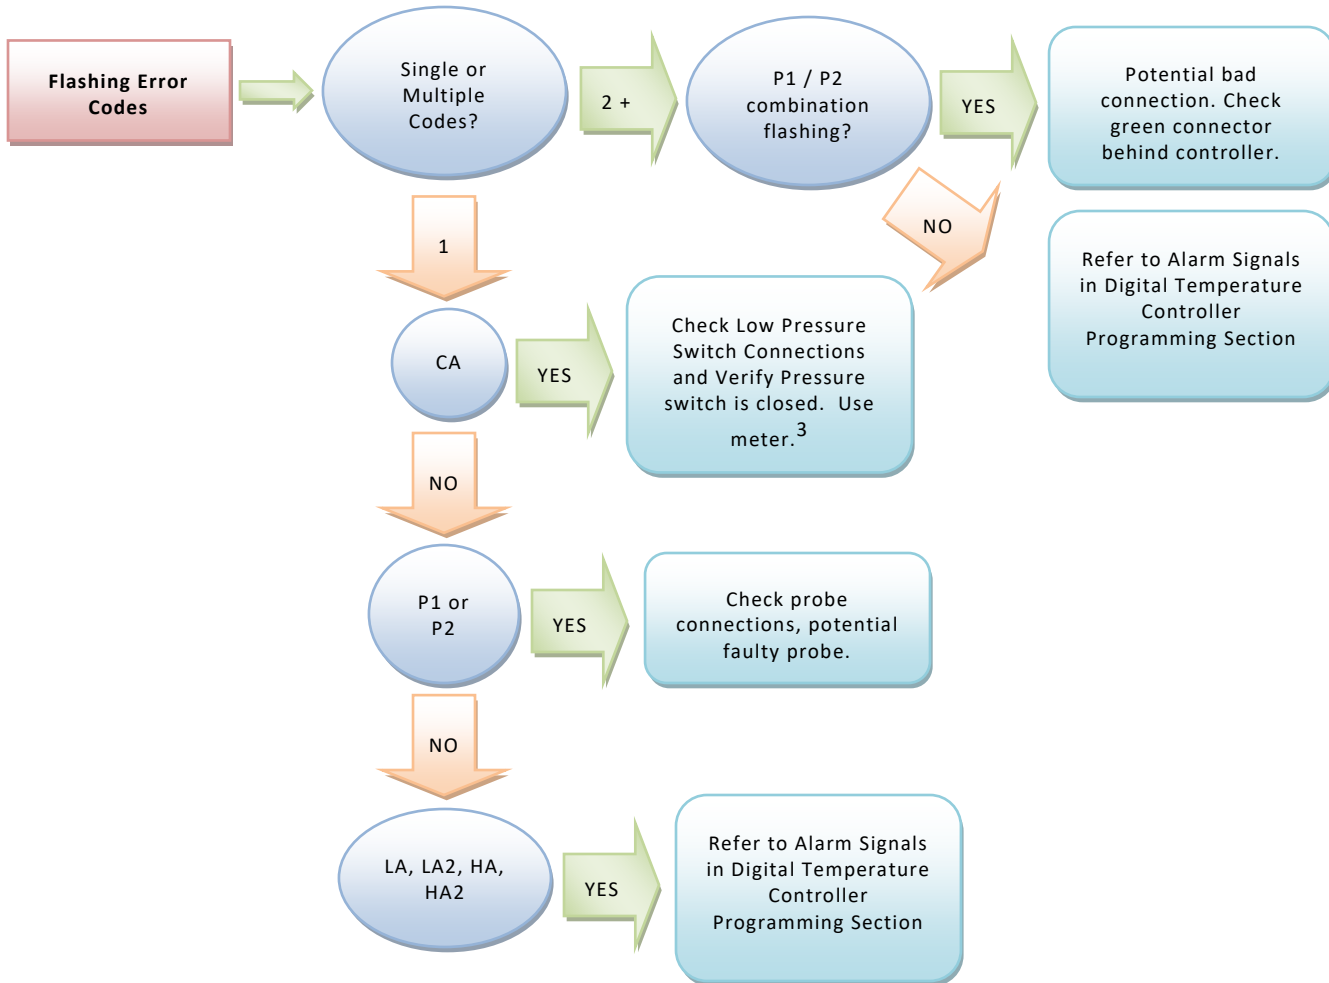 Flashing Error
Codes
Single or
Multiple
Codes?
2 +
P1 / P2
combination
flashing?
YES
Potential bad
connection. Check
green connector
behind controller.
NO
Refer to Alarm Signals
in Digital Temperature
Controller
Programming Section
1
CA
YES
Check Low Pressure
Switch Connections
and Verify Pressure
switch is closed.  Use
meter.3
NO
P1 or
P2
YES
Check probe
connections, potential
faulty probe.
NO
LA, LA2, HA,
HA2
YES
Refer to Alarm Signals
in Digital Temperature
Controller
Programming Section